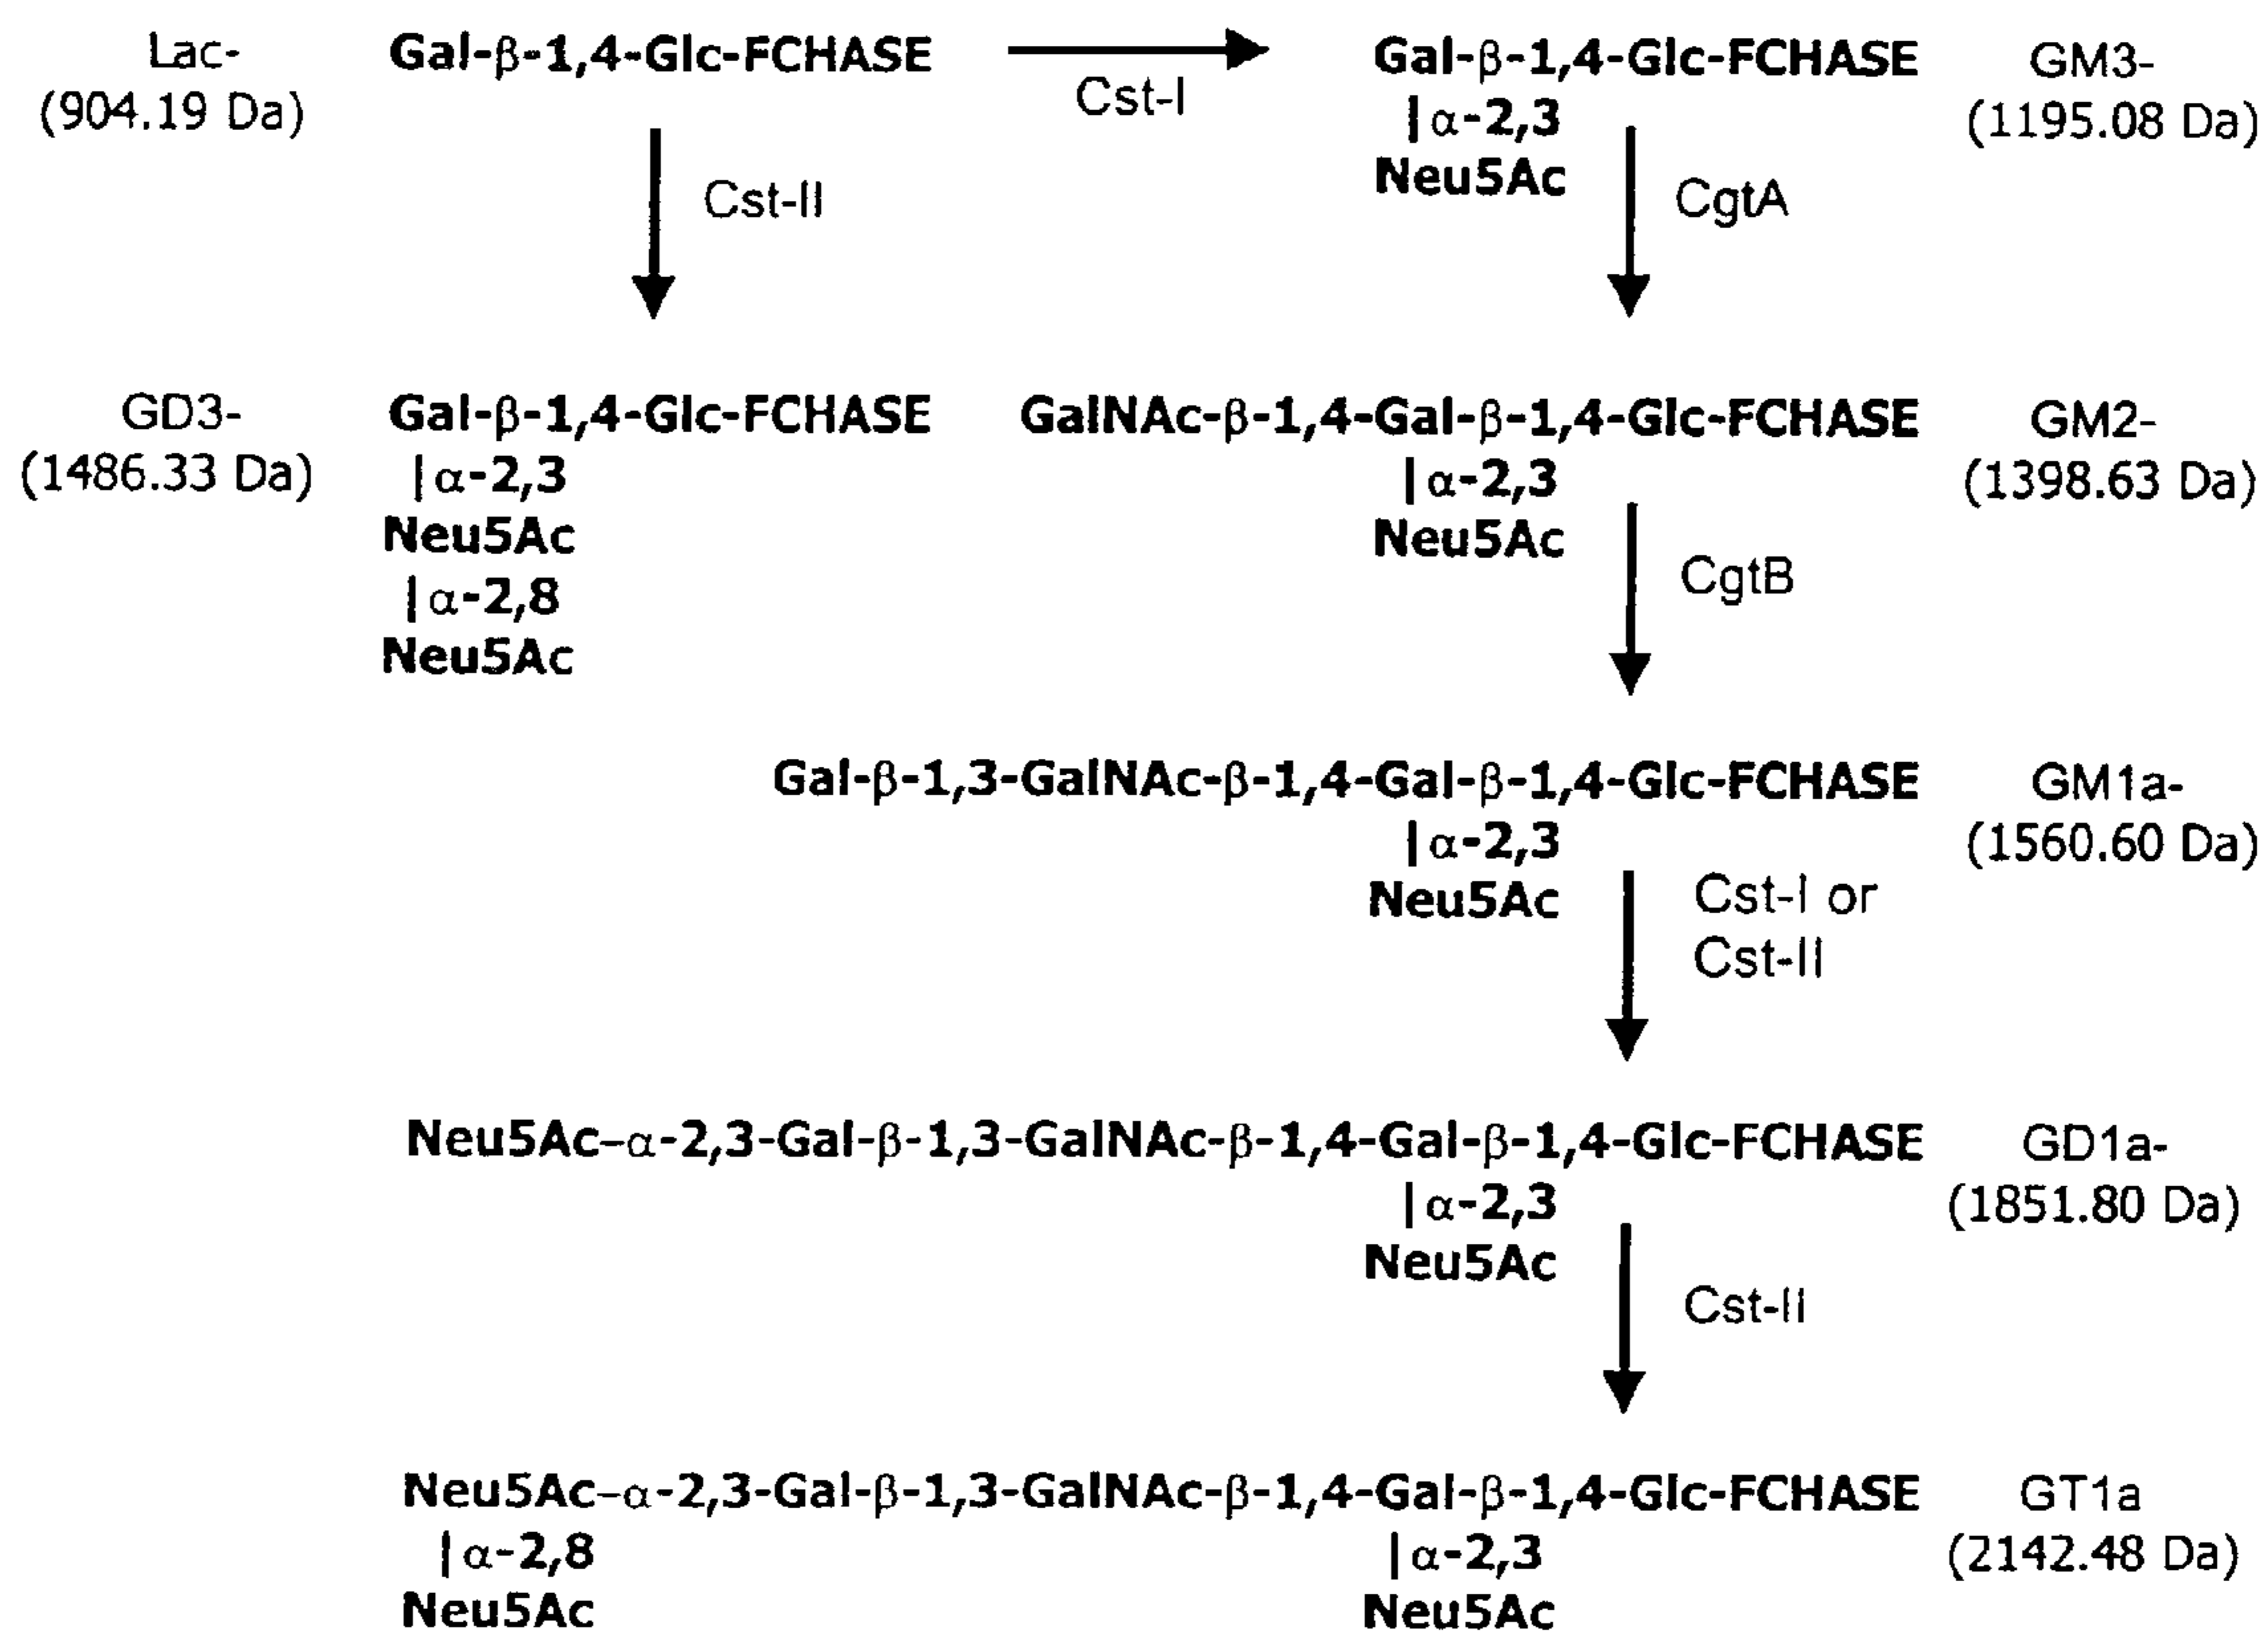 Lac- Gal-β-1,4-Glc-FCHASE Gal-β-1,4-Glc-FCHASE GM3-
(904.19 Da) Cst-I |α-2,3 (1195.08 Da)
Cst-II Neu5Ac CgtA
GD3- Gal-β-1,4-Glc-FCHASE GalNAc-β-1,4-Gal-β-1,4-Glc-FCHASE GM2-
(1486.33 Da) |α-2,3 |α-2,3 (1398.63 Da)
Neu5Ac Neu5Ac
|α-2,8 CgtB
Neu5Ac
Gal-β-1,3-GalNAc-β-1,4-Gal-β-1,4-Glc-FCHASE GM1a-
|α-2,3 (1560.60 Da)
Neu5Ac Cst-I or
Cst-II
Neu5Ac-α-2,3-Gal-β-1,3-GalNAc-β-1,4-Gal-β-1,4-Glc-FCHASE GD1a-
|α-2,3 (1851.80 Da)
Neu5Ac
Cst-II
Neu5Ac-α-2,3-Gal-β-1,3-GalNAc-β-1,4-Gal-β-1,4-Glc-FCHASE GT1a
|α-2,8 |α-2,3 (2142.48 Da)
Neu5Ac Neu5Ac